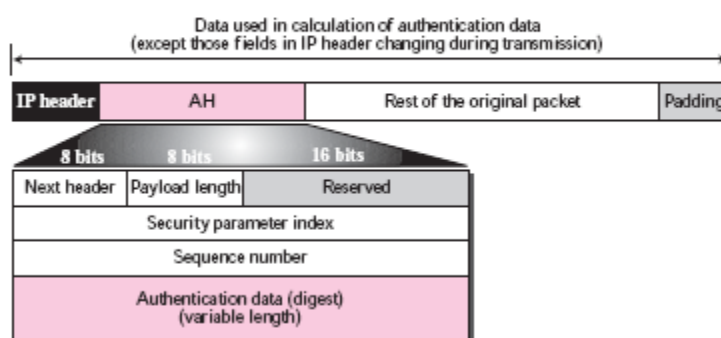 Data used in calculation of authentication data
(except those fields in IP header changing during transmission)
IP header AH Rest of the original packet Padding
8 bits 8 bits 16 bits
Next header Payload length Reserved
Security parameter index
Sequence number
Authentication data (digest)
(variable length)